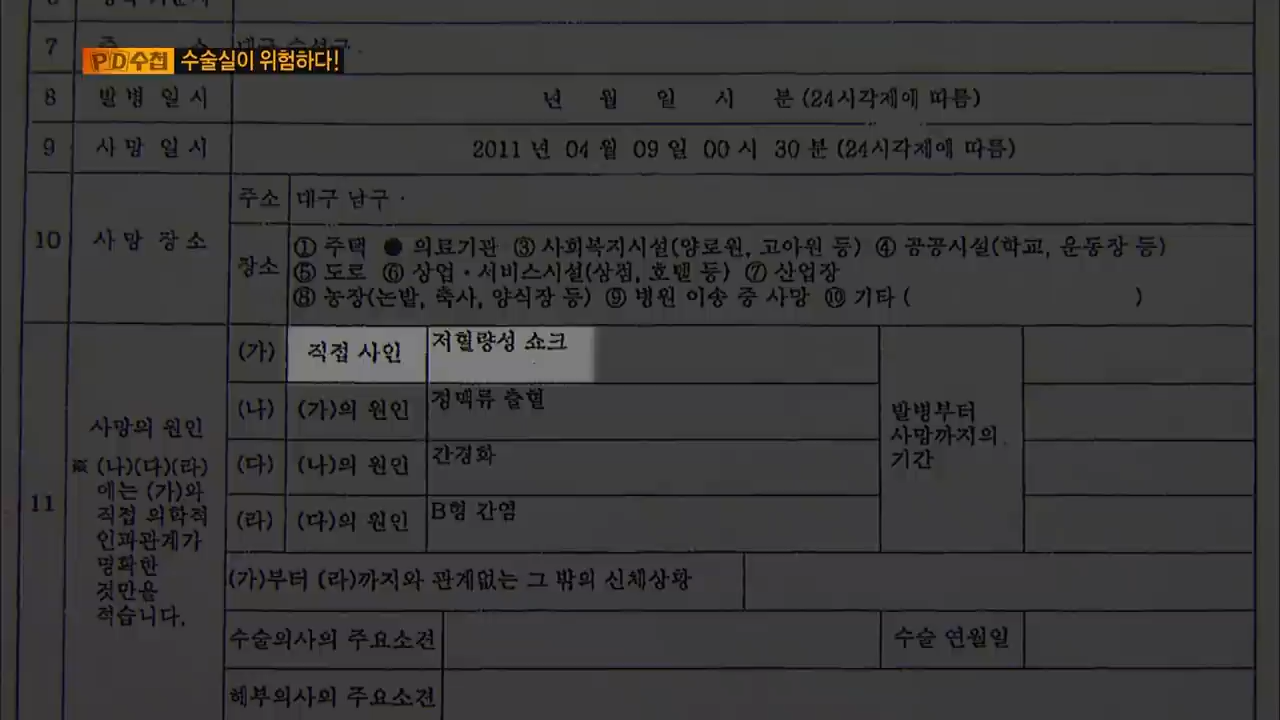 PD수첩 수술실이 위험하다!
7
8 발 병 일 시 년 월 일 시 분 (24시각제에 따름)
9 사 망 일 시 2011 년 04 월 09 일 00 시 30 분 (24시각제에 따름)
10 사 망 장 소
주소 대구 남구
장소
① 주택 ● 의료기관 ③ 사회복지시설(양로원, 고아원 등) ④ 공공시설(학교, 운동장 등)
⑤ 도로 ⑥ 상업·서비스시설(상점, 호텔 등) ⑦ 산업장
⑧ 농장(논밭, 축사, 양식장 등) ⑨ 병원 이송 중 사망 ⑩ 기타 ( )
11
사망의 원인
※ (나)(다)(라)
에는 (가)와
직접 의학적
인과관계가
명확한
것만을
적습니다.
(가) 직접 사인 저혈량성 쇼크
(나) (가)의 원인 정맥류 출혈
(다) (나)의 원인 간경화
(라) (다)의 원인 B형 간염
발병부터
사망까지의
기간
(가)부터 (라)까지와 관계없는 그 밖의 신체상황
수술의사의 주요소견 수술 연월일
해부의사의 주요소견